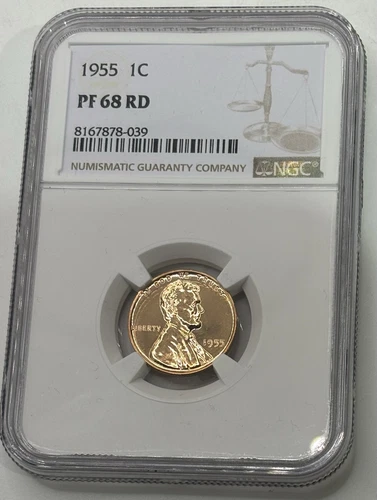 1955 1C
PF 68 RD
8167878-039
NUMISMATIC GUARANTY COMPANY
NGC
LIBERTY
1955